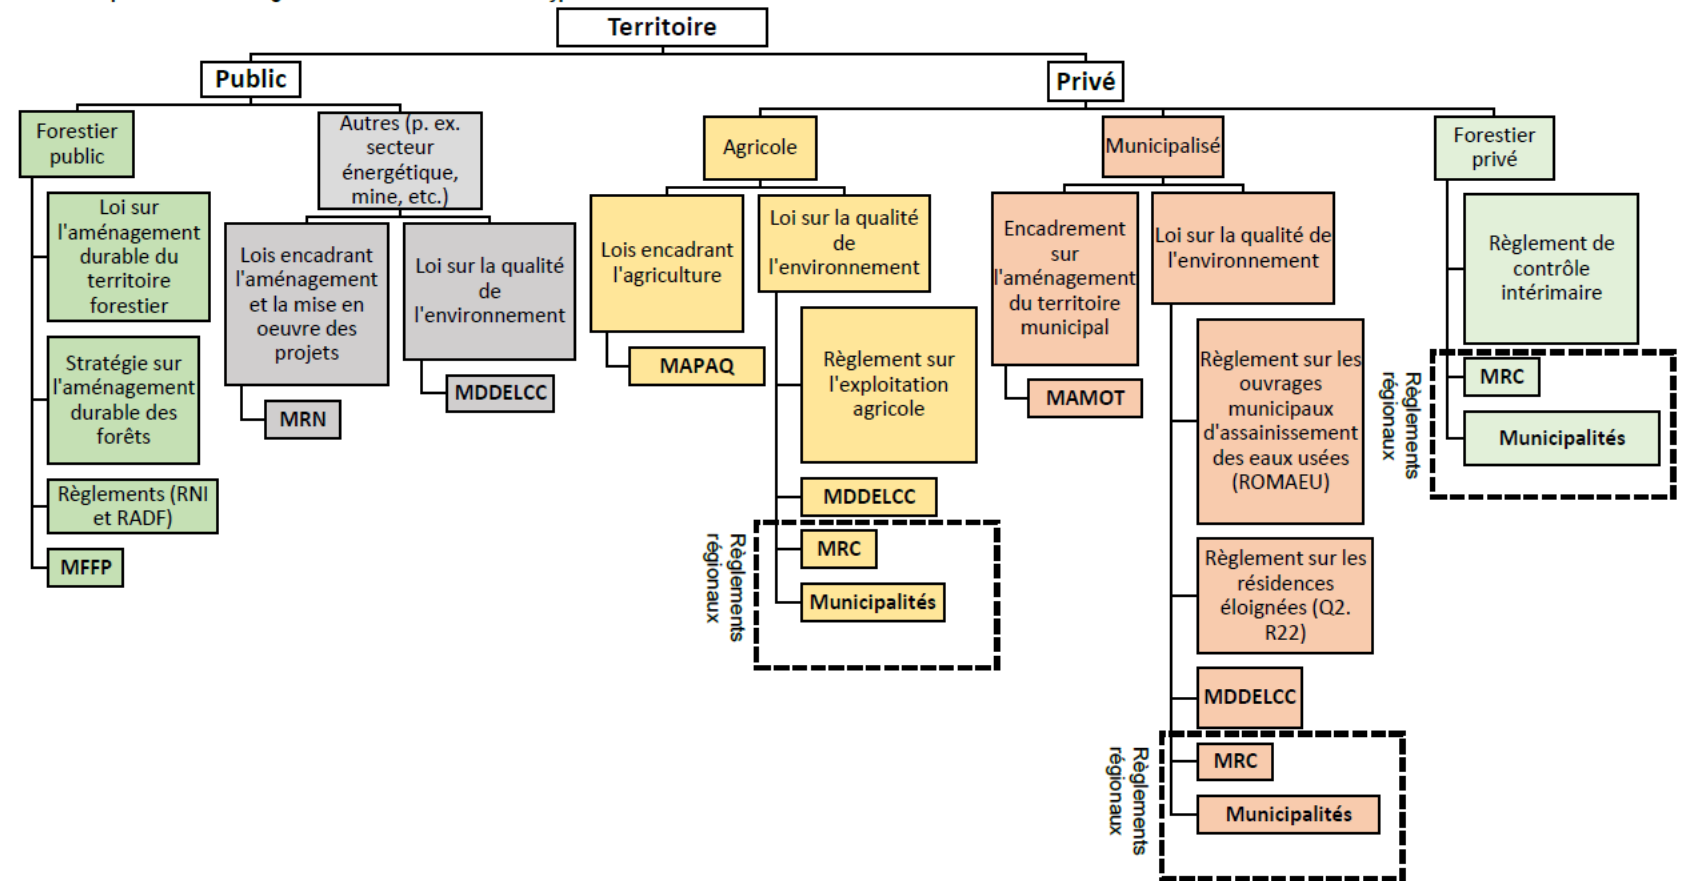 Territoire
Public
Privé
Forestier
public
Autres (p. ex.
secteur
énergétique,
mine, etc.)
Agricole
Municipalisé
Forestier
privé
Loi sur
l'aménagement
durable du
territoire
forestier
Stratégie sur
l'aménagement
durable des
forêts
Règlements (RNI
et RADF)
MFFP
Lois encadrant
l'aménagement
et la mise en
oeuvre des
projets
MRN
Loi sur la qualité
de
l'environnement
MDDELCC
Lois encadrant
l'agriculture
MAPAQ
Loi sur la qualité
de
l'environnement
Règlement sur
l'exploitation
agricole
MDDELCC
Règlements
régionaux
MRC
Municipalités
Encadrement
sur
l'aménagement
du territoire
municipal
MAMOT
Loi sur la qualité de
l'environnement
Règlement sur les
ouvrages
municipaux
d'assainissement
des eaux usées
(ROMAEU)
Règlement sur les
résidences
éloignées (Q2.
R22)
MDDELCC
Règlements
régionaux
MRC
Municipalités
Règlement de
contrôle
intérimaire
Règlements
régionaux
MRC
Municipalités